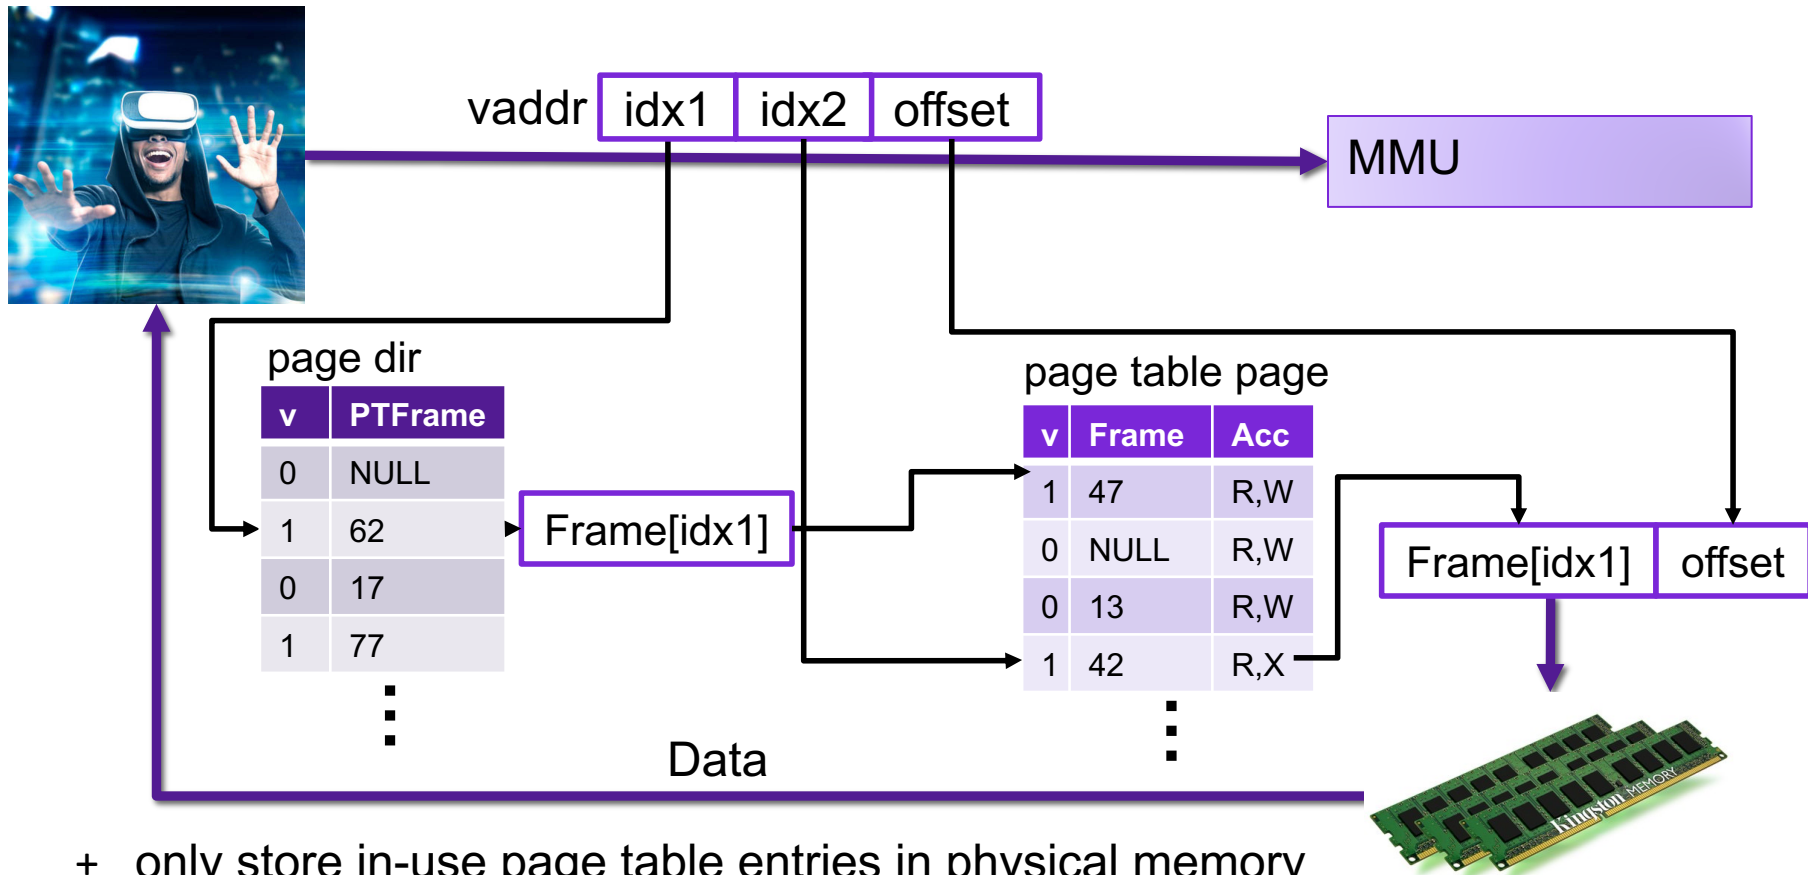 vaddr idx1 idx2 offset
MMU
page dir
v PTFrame
0 NULL
1 62
0 17
1 77
Frame[idx1]
page table page
v Frame Acc
1 47 R,W
0 NULL R,W
0 13 R,W
1 42 R,X
Frame[idx1] offset
Data
Kingston MEMORY
+ only store in-use page table entries in physical memory